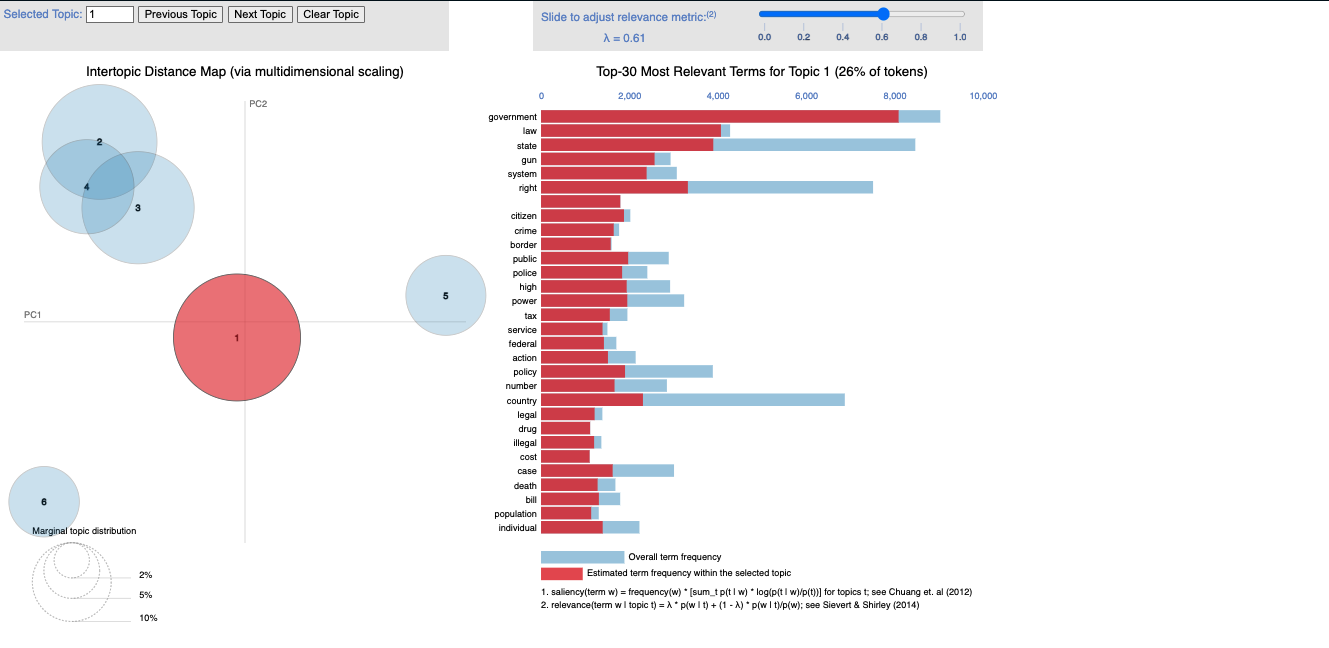 Selected Topic: 1 Previous Topic Next Topic Clear Topic
Slide to adjust relevance metric:(2)
λ = 0.61
0.0 0.2 0.4 0.6 0.8 1.0
Intertopic Distance Map (via multidimensional scaling)
PC2
PC1
2
4
3
5
1
6
Marginal topic distribution
2%
5%
10%
Top-30 Most Relevant Terms for Topic 1 (26% of tokens)
0 2,000 4,000 6,000 8,000 10,000
government
law
state
gun
system
right
citizen
crime
border
public
police
high
power
tax
service
federal
action
policy
number
country
legal
drug
illegal
cost
case
death
bill
population
individual
Overall term frequency
Estimated term frequency within the selected topic
1. saliency(term w) = frequency(w) * [sum_t p(t | w) * log(p(t | w)/p(t))] for topics t; see Chuang et. al (2012)
2. relevance(term w | topic t) = λ * p(w | t) + (1 - λ) * p(w | t)/p(w); see Sievert & Shirley (2014)